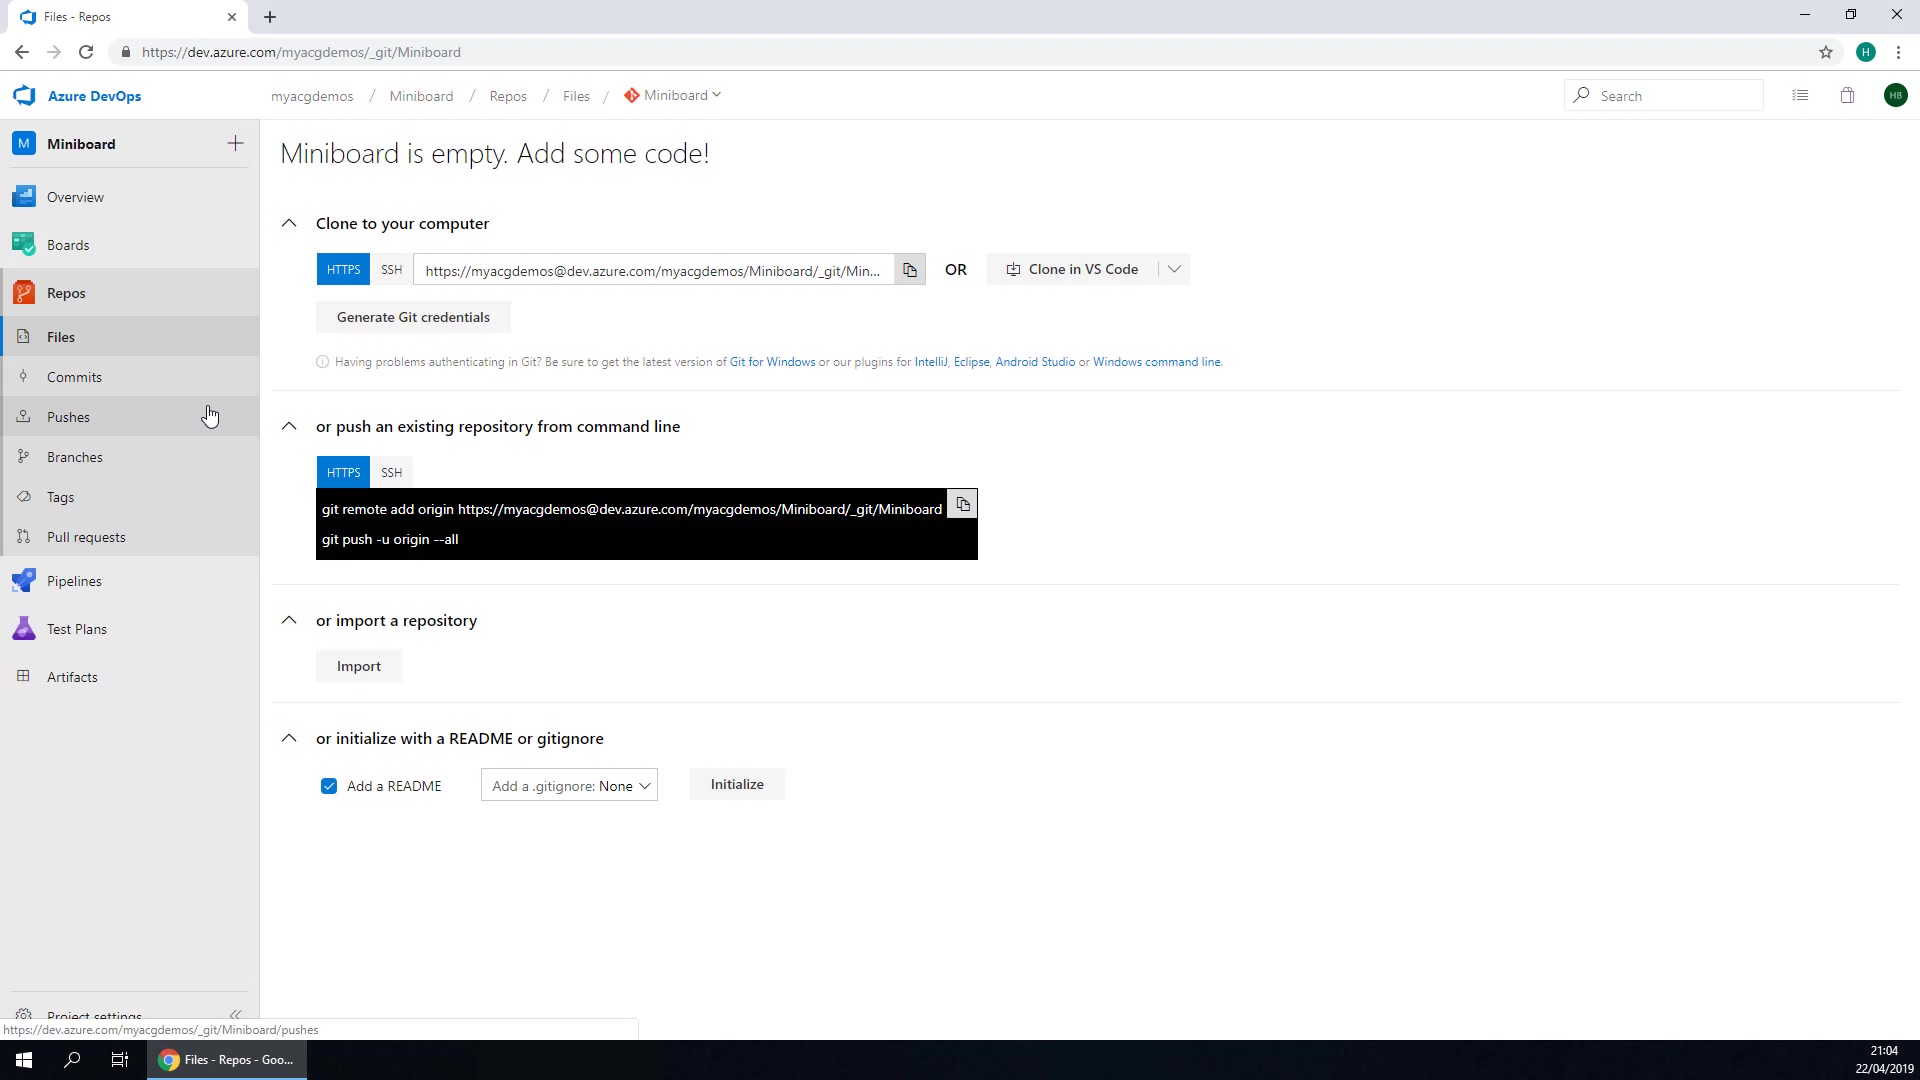 Files - Repos
https://dev.azure.com/myacgdemos/_git/Miniboard
H
Azure DevOps
myacgdemos / Miniboard / Repos / Files / Miniboard
Search
HB
M Miniboard
Overview
Boards
Repos
Files
Commits
Pushes
Branches
Tags
Pull requests
Pipelines
Test Plans
Artifacts
Project settings
https://dev.azure.com/myacgdemos/_git/Miniboard/pushes
Miniboard is empty. Add some code!
Clone to your computer
HTTPS SSH https://myacgdemos@dev.azure.com/myacgdemos/Miniboard/_git/Min... OR Clone in VS Code
Generate Git credentials
Having problems authenticating in Git? Be sure to get the latest version of Git for Windows or our plugins for IntelliJ, Eclipse, Android Studio or Windows command line.
or push an existing repository from command line
HTTPS SSH
git remote add origin https://myacgdemos@dev.azure.com/myacgdemos/Miniboard/_git/Miniboard
git push -u origin --all
or import a repository
Import
or initialize with a README or gitignore
Add a README Add a .gitignore: None Initialize
Files - Repos - Goo...
21:04
22/04/2019